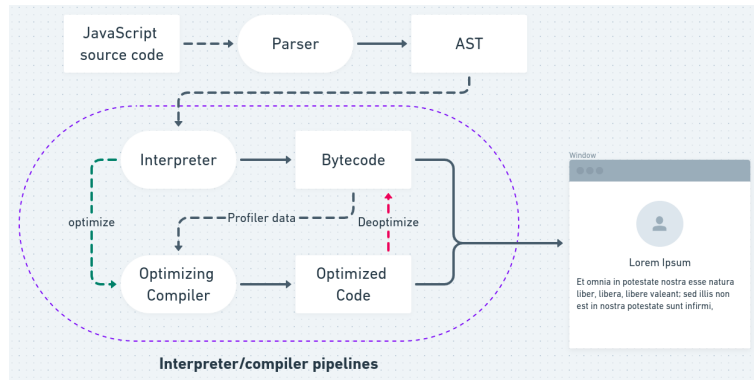 JavaScript
source code
Parser
AST
Interpreter
Bytecode
optimize
Profiler data
Deoptimize
Optimizing
Compiler
Optimized
Code
Interpreter/compiler pipelines
Window
Lorem Ipsum
Et omnia in potestate nostra esse natura
liber, libera, libere valeant; sed illis non
est in nostra potestate sunt infirmi,